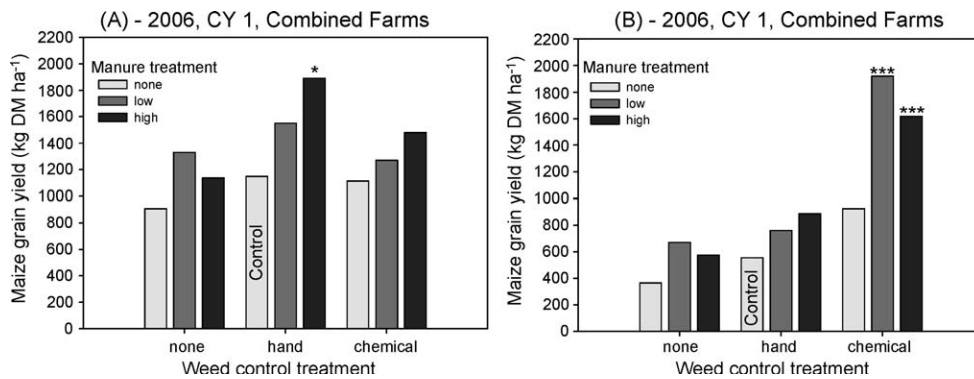 (A) - 2006, CY 1, Combined Farms
Maize grain yield (kg DM ha⁻¹)
2200
2000
1800
1600
1400
1200
1000
800
600
400
200
0
Manure treatment
none
low
high
*
Control
none hand chemical
Weed control treatment
(B) - 2006, CY 1, Combined Farms
Maize grain yield (kg DM ha⁻¹)
2200
2000
1800
1600
1400
1200
1000
800
600
400
200
0
Manure treatment
none
low
high
***
***
Control
none hand chemical
Weed control treatment